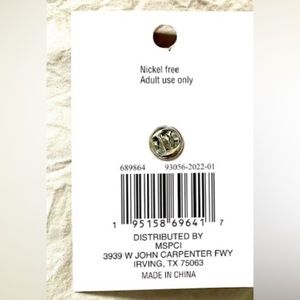 Nickel free
Adult use only
689864 93056-2022-01
1 95158 69641 7
DISTRIBUTED BY
MSPCI
3939 W JOHN CARPENTER FWY
IRVING, TX 75063
MADE IN CHINA